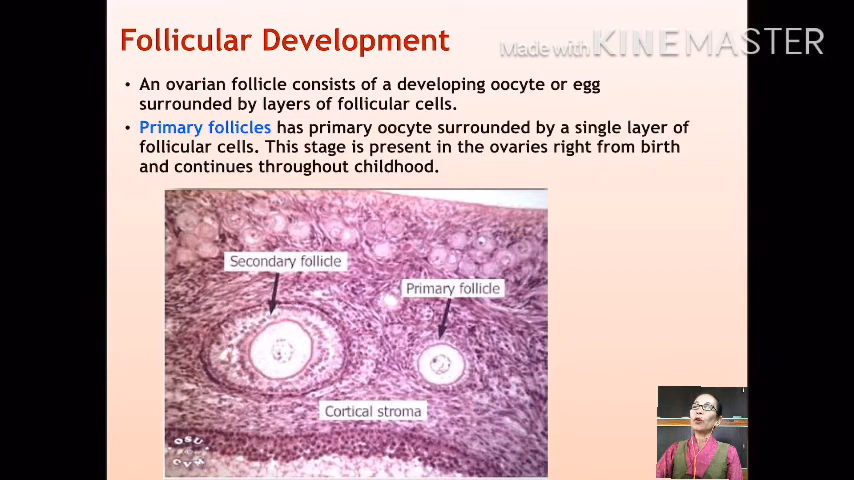 Follicular Development
Made with KINEMASTER
• An ovarian follicle consists of a developing oocyte or egg
surrounded by layers of follicular cells.
• Primary follicles has primary oocyte surrounded by a single layer of
follicular cells. This stage is present in the ovaries right from birth
and continues throughout childhood.
Secondary follicle
Primary follicle
Cortical stroma
OSU
CVM